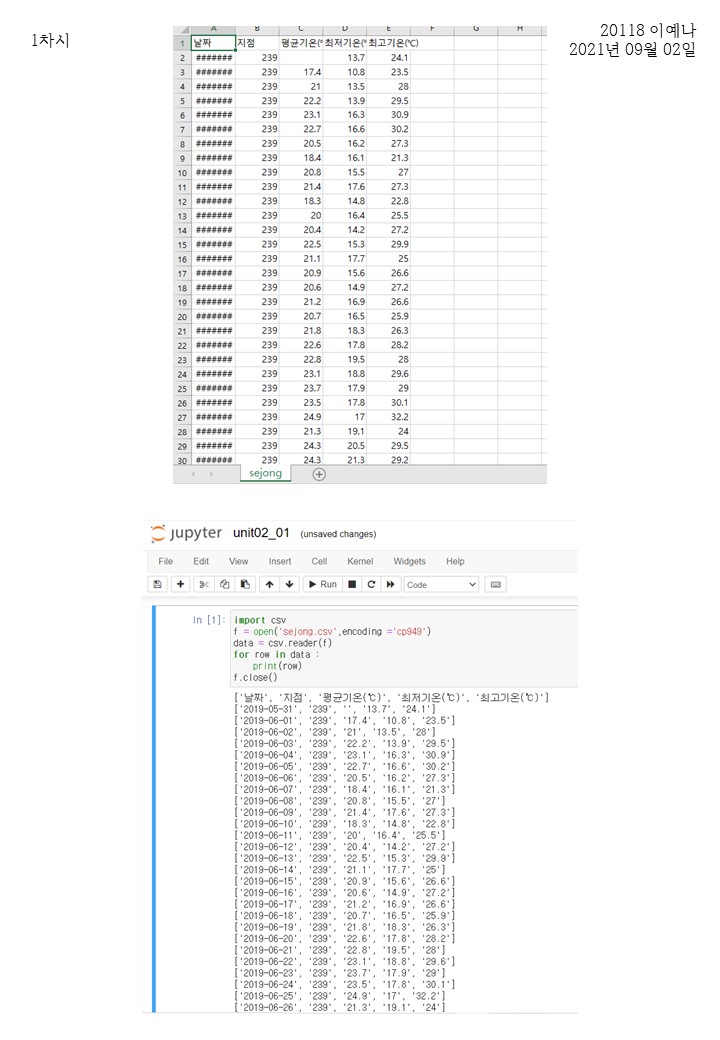 1차시
20118 이예나
2021년 09월 02일
A B C D E F G H
1 날짜 지점 평균기온(℃ 최저기온(℃ 최고기온(℃)
2 ####### 239 13.7 24.1
3 ####### 239 17.4 10.8 23.5
4 ####### 239 21 13.5 28
5 ####### 239 22.2 13.9 29.5
6 ####### 239 23.1 16.3 30.9
7 ####### 239 22.7 16.6 30.2
8 ####### 239 20.5 16.2 27.3
9 ####### 239 18.4 16.1 21.3
10 ####### 239 20.8 15.5 27
11 ####### 239 21.4 17.6 27.3
12 ####### 239 18.3 14.8 22.8
13 ####### 239 20 16.4 25.5
14 ####### 239 20.4 14.2 27.2
15 ####### 239 22.5 15.3 29.9
16 ####### 239 21.1 17.7 25
17 ####### 239 20.9 15.6 26.6
18 ####### 239 20.6 14.9 27.2
19 ####### 239 21.2 16.9 26.6
20 ####### 239 20.7 16.5 25.9
21 ####### 239 21.8 18.3 26.3
22 ####### 239 22.6 17.8 28.2
23 ####### 239 22.8 19.5 28
24 ####### 239 23.1 18.8 29.6
25 ####### 239 23.7 17.9 29
26 ####### 239 23.5 17.8 30.1
27 ####### 239 24.9 17 32.2
28 ####### 239 21.3 19.1 24
29 ####### 239 24.3 20.5 29.5
30 ####### 239 24.3 21.3 29.2
sejong
jupyter unit02_01 (unsaved changes)
File Edit View Insert Cell Kernel Widgets Help
Run Code
In [1]: import csv
f = open('sejong.csv',encoding ='cp949')
data = csv.reader(f)
for row in data :
print(row)
f.close()
['날짜', '지점', '평균기온(℃)', '최저기온(℃)', '최고기온(℃)']
['2019-05-31', '239', '', '13.7', '24.1']
['2019-06-01', '239', '17.4', '10.8', '23.5']
['2019-06-02', '239', '21', '13.5', '28']
['2019-06-03', '239', '22.2', '13.9', '29.5']
['2019-06-04', '239', '23.1', '16.3', '30.9']
['2019-06-05', '239', '22.7', '16.6', '30.2']
['2019-06-06', '239', '20.5', '16.2', '27.3']
['2019-06-07', '239', '18.4', '16.1', '21.3']
['2019-06-08', '239', '20.8', '15.5', '27']
['2019-06-09', '239', '21.4', '17.6', '27.3']
['2019-06-10', '239', '18.3', '14.8', '22.8']
['2019-06-11', '239', '20', '16.4', '25.5']
['2019-06-12', '239', '20.4', '14.2', '27.2']
['2019-06-13', '239', '22.5', '15.3', '29.9']
['2019-06-14', '239', '21.1', '17.7', '25']
['2019-06-15', '239', '20.9', '15.6', '26.6']
['2019-06-16', '239', '20.6', '14.9', '27.2']
['2019-06-17', '239', '21.2', '16.9', '26.6']
['2019-06-18', '239', '20.7', '16.5', '25.9']
['2019-06-19', '239', '21.8', '18.3', '26.3']
['2019-06-20', '239', '22.6', '17.8', '28.2']
['2019-06-21', '239', '22.8', '19.5', '28']
['2019-06-22', '239', '23.1', '18.8', '29.6']
['2019-06-23', '239', '23.7', '17.9', '29']
['2019-06-24', '239', '23.5', '17.8', '30.1']
['2019-06-25', '239', '24.9', '17', '32.2']
['2019-06-26', '239', '21.3', '19.1', '24']